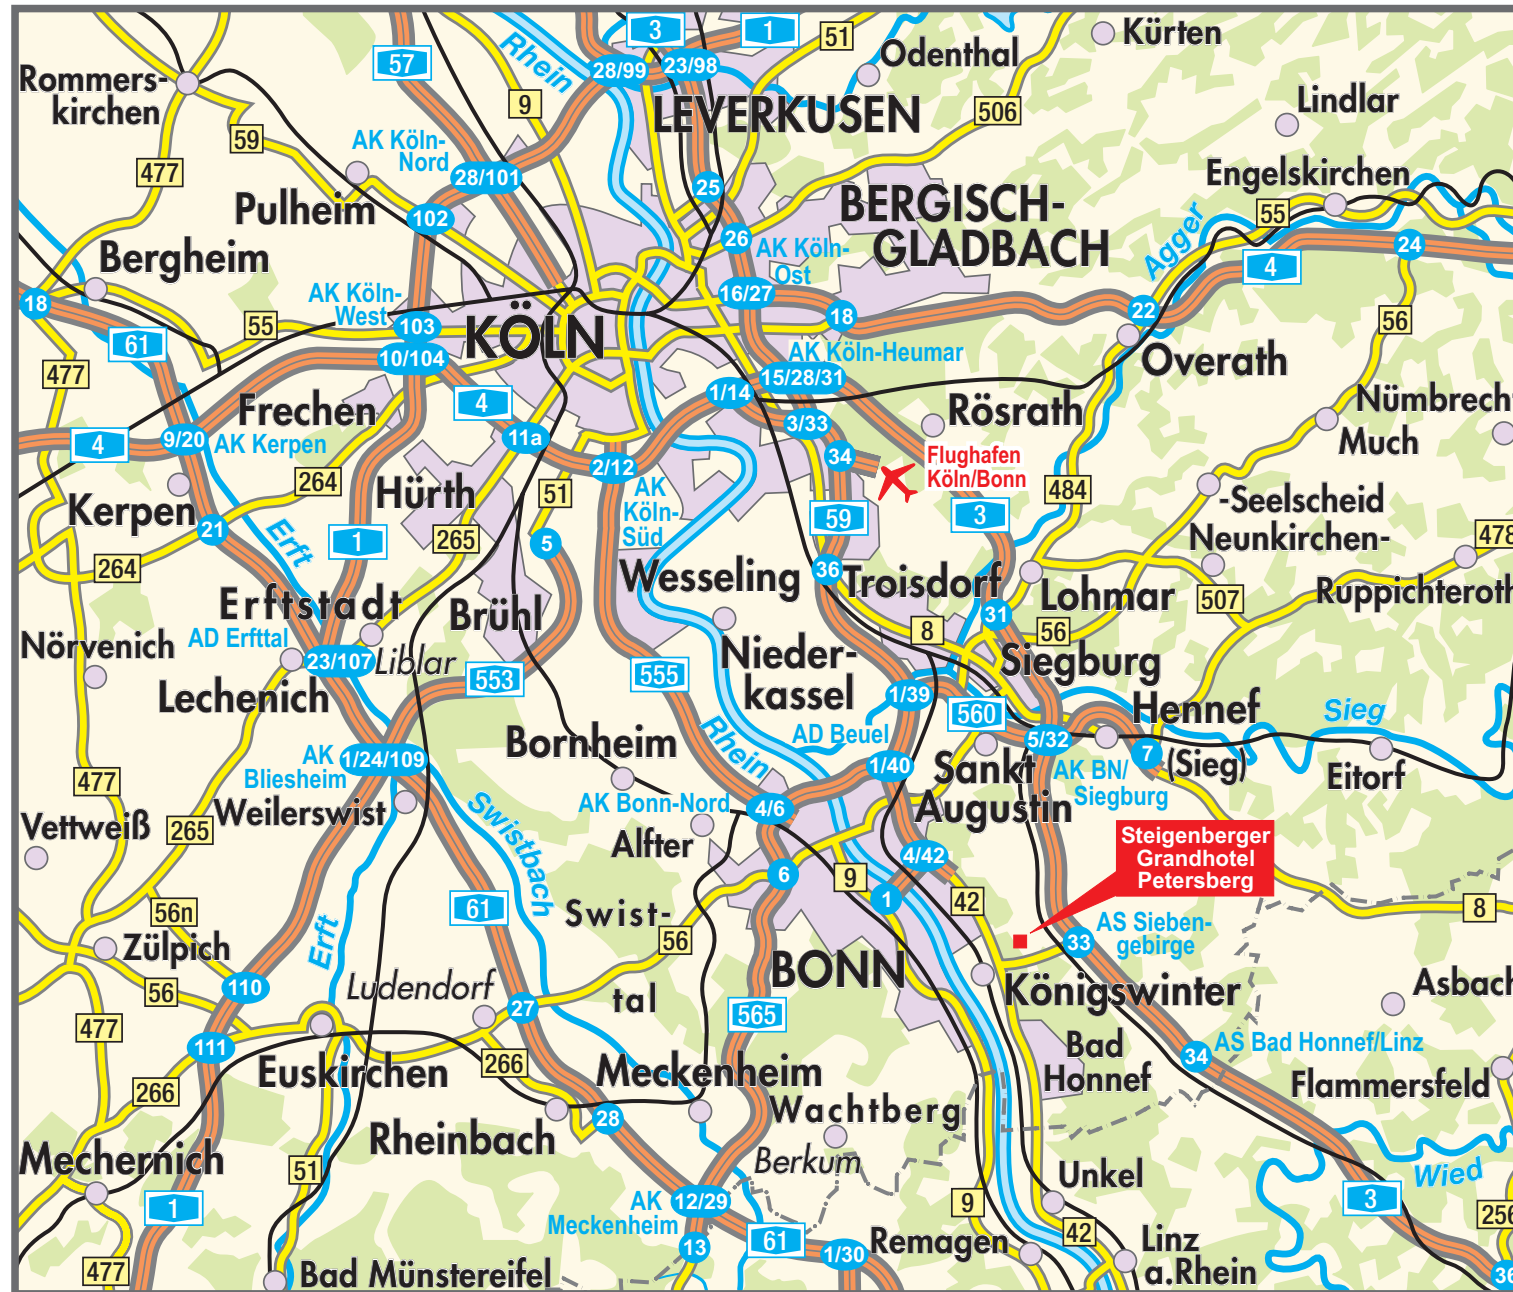 3
1
51
Kürten
57
Rhein
28/99
23/98
Odenthal
Rommers-
kirchen
9
LEVERKUSEN
506
Lindlar
59
AK Köln-
Nord
477
28/101
25
Engelskirchen
Pulheim
102
BERGISCH-
GLADBACH
55
Agger
26
AK Köln-
Ost
24
Bergheim
4
18
AK Köln-
West
16/27
18
22
55
103
KÖLN
56
61
10/104
AK Köln-Heumar
Overath
477
15/28/31
1/14
4
Frechen
Rösrath
Nümbrecht
Much
3/33
4
9/20
AK Kerpen
11a
34
Flughafen
Köln/Bonn
2/12
264
Hürth
51
AK
Köln-
Süd
484
-Seelscheid
Neunkirchen-
Kerpen
21
59
3
478
Erft
1
265
5
264
36
Wesseling
Troisdorf
Lohmar
507
Ruppichteroth
Erftstadt
Brühl
31
AD Erfttal
8
56
Nörvenich
23/107
Liblar
Nieder-
kassel
Siegburg
Lechenich
553
555
1/39
560
Hennef
(Sieg)
Sieg
Bornheim
Rhein
AD Beuel
5/32
7
AK
Bliesheim
1/24/109
1/40
Sankt
Augustin
AK BN/
Siegburg
Eitorf
477
Weilerswist
Swistbach
AK Bonn-Nord
4/6
Vettweiß
265
Alfter
4/42
Steigenberger
Grandhotel
Petersberg
6
9
1
61
42
8
56n
Swist-
tal
56
AS Sieben-
gebirge
33
Zülpich
Erft
BONN
Königswinter
Asbach
110
56
Ludendorf
27
565
477
111
AS Bad Honnef/Linz
34
Bad
Honnef
Euskirchen
266
Meckenheim
Flammersfeld
266
28
Wachtberg
Rheinbach
Berkum
Mechernich
51
Unkel
Wied
1
AK
Meckenheim
12/29
9
3
256
13
61
1/30
Remagen
42
Linz
a.Rhein
477
Bad Münstereifel
36